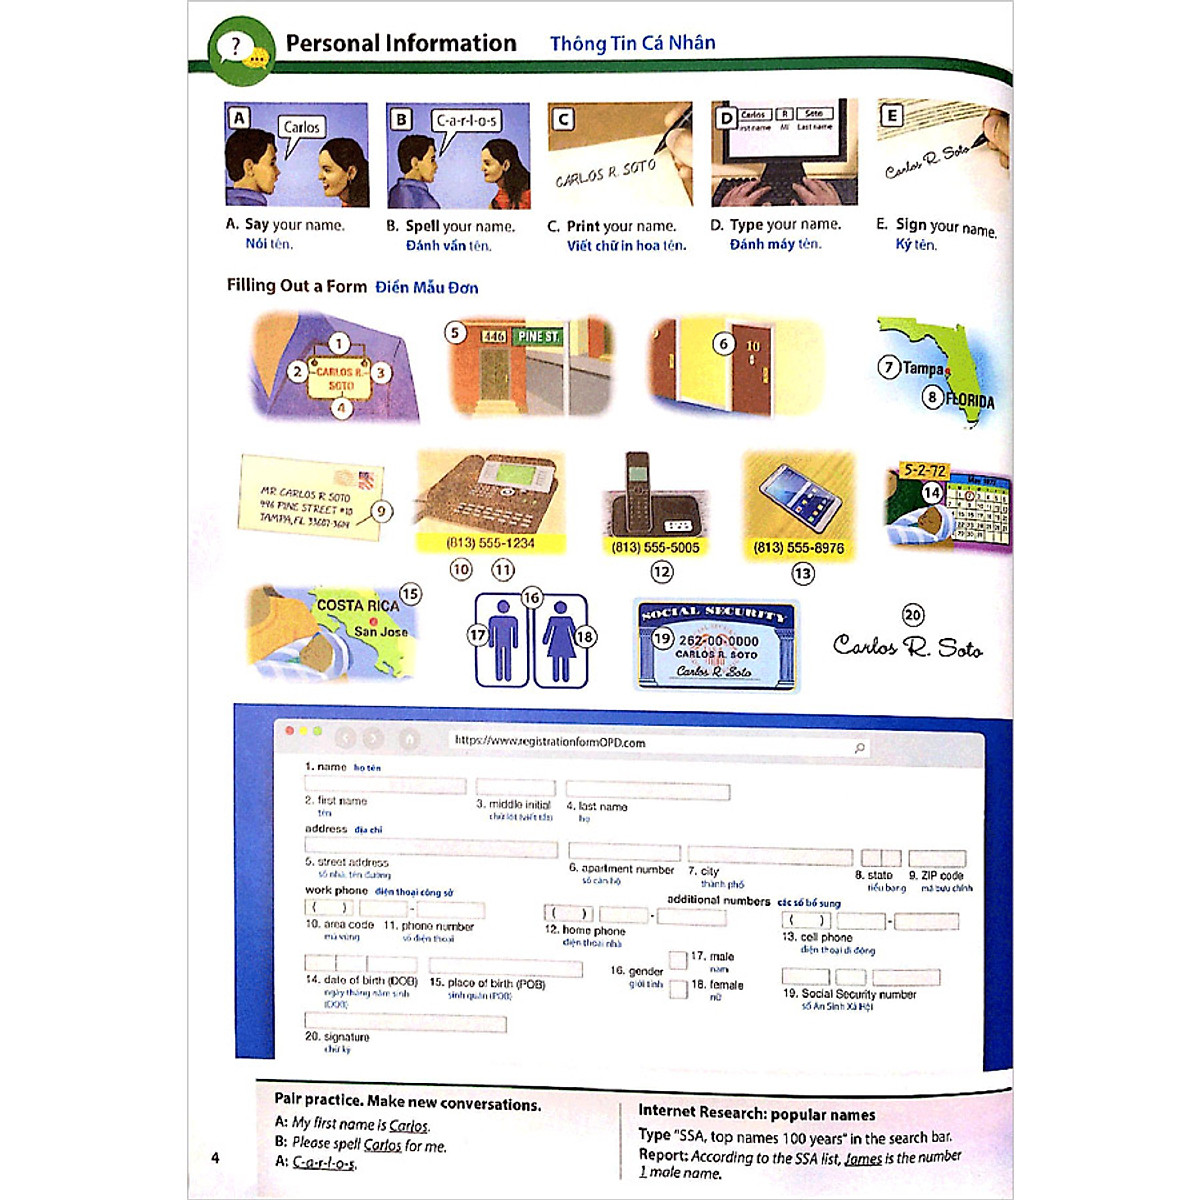 ?
Personal Information Thông Tin Cá Nhân
A
Carlos
B
C-a-r-l-o-s
C
CARLOS R. SOTO
D
Carlos R Soto
First name MI Last name
E
Carlos R. Soto
A. Say your name.
Nói tên.
B. Spell your name.
Đánh vần tên.
C. Print your name.
Viết chữ in hoa tên.
D. Type your name.
Đánh máy tên.
E. Sign your name.
Ký tên.
Filling Out a Form Điền Mẫu Đơn
1
2 CARLOS R. 3
SOTO
4
5 446 PINE ST.
6 10
7 Tampa
8 FLORIDA
MR. CARLOS R. SOTO
PINE STREET #10
TAMPA, FL 33607-3614
9
(813) 555-1234
10 11
(813) 555-5005
12
(813) 555-8976
13
5-2-72
14
15
COSTA RICA
San Jose
16
17 18
SOCIAL SECURITY
19 262-00-0000
CARLOS R. SOTO
Carlos R. Soto
20
Carlos R. Soto
https://www.registrationformOPD.com
1. name họ tên
2. first name
tên
3. middle initial
chữ lót (viết tắt)
4. last name
họ
address địa chỉ
5. street address
số nhà, tên đường
6. apartment number
số căn hộ
7. city
thành phố
8. state
tiểu bang
9. ZIP code
mã bưu chính
work phone điện thoại công sở
additional numbers các số bổ sung
( ) -
10. area code 11. phone number
mã vùng số điện thoại
( ) -
12. home phone
điện thoại nhà
( ) -
13. cell phone
điện thoại di động
14. date of birth (DOB)
ngày tháng năm sinh
(DOB)
15. place of birth (POB)
sinh quán (POB)
16. gender
giới tính
17. male
nam
18. female
nữ
19. Social Security number
số An Sinh Xã Hội
20. signature
chữ ký
Pair practice. Make new conversations.
A: My first name is Carlos.
B: Please spell Carlos for me.
A: C-a-r-l-o-s.
Internet Research: popular names
Type "SSA, top names 100 years" in the search bar.
Report: According to the SSA list, James is the number
1 male name.
4